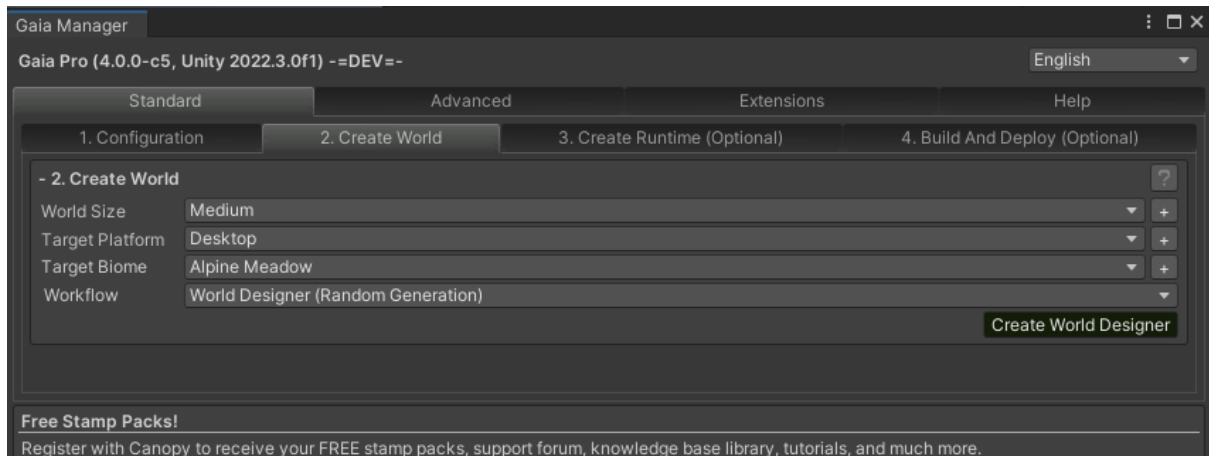 Gaia Manager
Gaia Pro (4.0.0-c5, Unity 2022.3.0f1) -=DEV=- English
Standard Advanced Extensions Help
1. Configuration 2. Create World 3. Create Runtime (Optional) 4. Build And Deploy (Optional)
- 2. Create World ?
World Size Medium +
Target Platform Desktop +
Target Biome Alpine Meadow +
Workflow World Designer (Random Generation)
Create World Designer
Free Stamp Packs!
Register with Canopy to receive your FREE stamp packs, support forum, knowledge base library, tutorials, and much more.